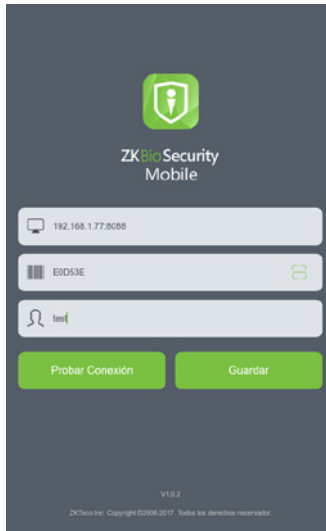 ZKBioSecurity
Mobile
192.168.1.77:8088
E0D53E
test
Probar Conexión
Guardar
V1.0.2
ZKTeco Inc. Copyright ©2008-2017. Todos los derechos reservados.